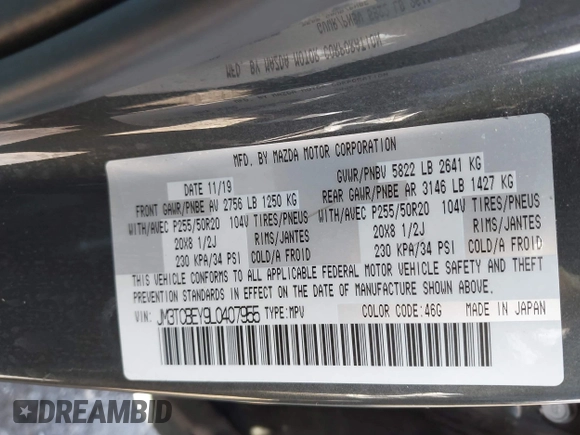 MFD. BY MAZDA MOTOR CORPORATION
DATE 11/19 GVWR/PNBV 5822 LB 2641 KG
FRONT GAWR/PNBE AV 2756 LB 1250 KG REAR GAWR/PNBE AR 3146 LB 1427 KG
WITH/AVEC P255/50R20 104V TIRES/PNEUS WITH/AVEC P255/50R20 104V TIRES/PNEUS
20X8 1/2J RIMS/JANTES 20X8 1/2J RIMS/JANTES
230 KPA/34 PSI COLD/A FROID 230 KPA/34 PSI COLD/A FROID
THIS VEHICLE CONFORMS TO ALL APPLICABLE FEDERAL MOTOR VEHICLE SAFETY AND THEFT
PREVENTION STANDARDS IN EFFECT ON THE DATE OF MANUFACTURE SHOWN ABOVE.
JM3TCBEY9L0407955 TYPE:MPV COLOR CODE:46G MADE IN JAPAN
DREAMBID